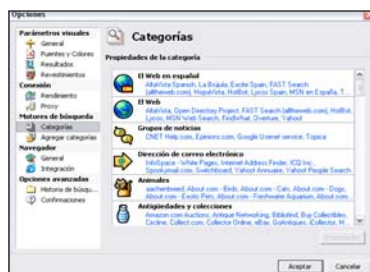 Opciones
Parámetros visuales
General
Fuentes y Colores
Resultados
Revestimientos
Conexión
Rendimiento
Proxy
Motores de búsqueda
Categorías
Agregar categorías
Navegador
General
Integración
Opciones avanzadas
Historia de búsqu...
Confirmaciones
Categorías
Propiedades de la categoría
El Web en español
AltaVista Spanish, La Brújula, Excite Spain, FAST Search
(alltheweb.com), HispaVista, HotBot, Lycos Spain, MSN en España, T...
El Web
AltaVista, Open Directory Project, FAST Search (alltheweb.com), HotBot,
Lycos, MSN Web Search, FindWhat, Overture, Yahoo!
Grupos de noticias
CNET Help.com, Epinions.com, Google Usenet service, Topica
Dirección de correo electrónico
InfoSpace - White Pages, Internet Address Finder, ICQ Inc.,
Spookymail.com, Switchboard, Yahoo! Annuaire, Yahoo! People Search
Animales
aachenbreed, About.com - Birds, About.com - Cats, About.com - Dogs,
About.com - Exotic Pets, About.com - Freshwater Aquarium, About.com...
Antigüedades y colecciones
Amazon.com Auctions, Antique Networking, Bibliofind, Buy Collectibles,
Circline, Collect.com, Collector Online, eBay, GoAntiques, iCollector, M...
Propiedades
Aceptar
Cancelar